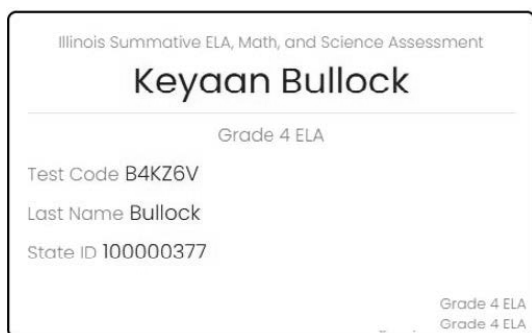 Illinois Summative ELA, Math, and Science Assessment
Keyaan Bullock
Grade 4 ELA
Test Code B4KZ6V
Last Name Bullock
State ID 100000377
Grade 4 ELA
Grade 4 ELA